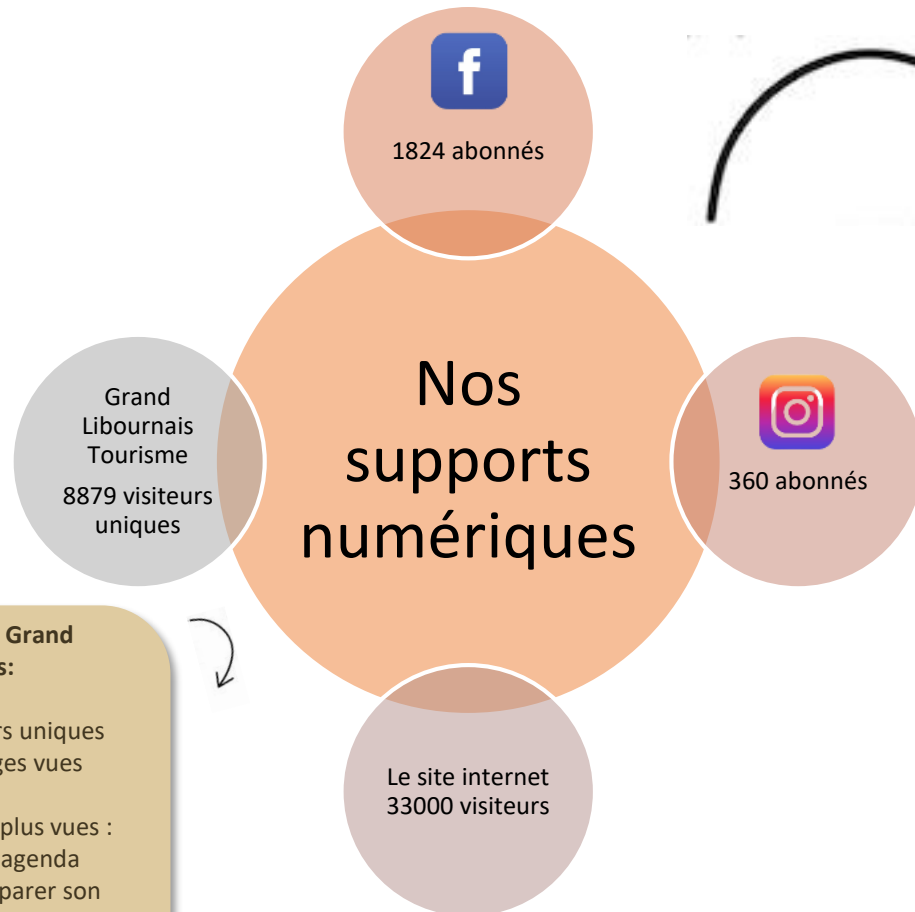 1824 abonnés
Nos
supports
numériques
Grand
Libournais
Tourisme
8879 visiteurs
uniques
360 abonnés
Le site internet
33000 visiteurs
Grand
s:
rs uniques
ges vues
plus vues :
agenda
parer son